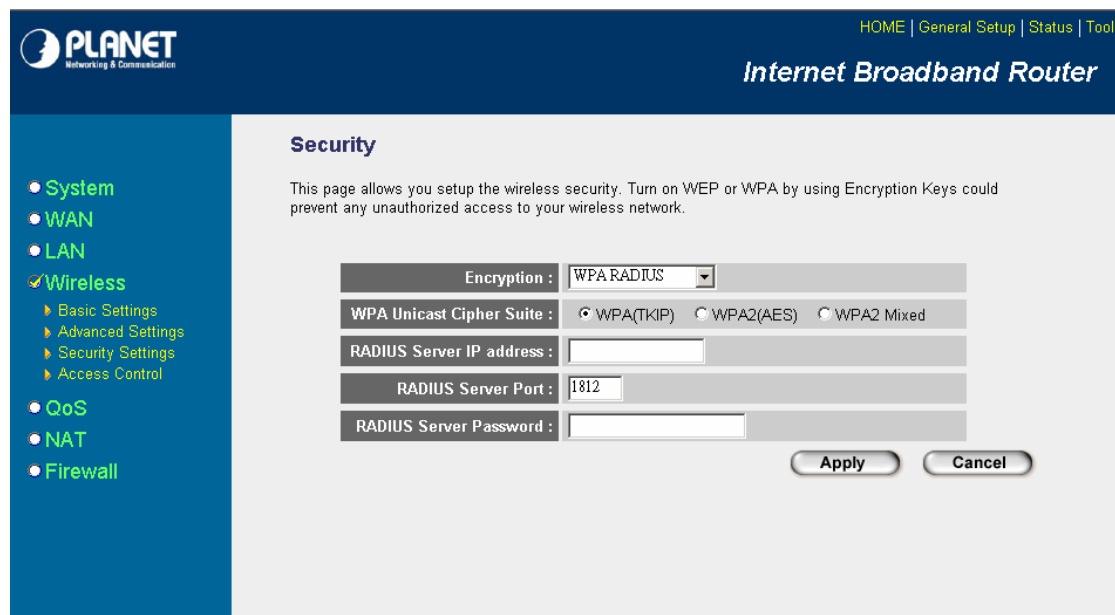 PLANET
Networking & Communication
HOME | General Setup | Status | Tool
Internet Broadband Router
System
WAN
LAN
Wireless
Basic Settings
Advanced Settings
Security Settings
Access Control
QoS
NAT
Firewall
Security
This page allows you setup the wireless security. Turn on WEP or WPA by using Encryption Keys could
prevent any unauthorized access to your wireless network.
Encryption : WPA RADIUS
WPA Unicast Cipher Suite : WPA(TKIP) WPA2(AES) WPA2 Mixed
RADIUS Server IP address :
RADIUS Server Port : 1812
RADIUS Server Password :
Apply Cancel